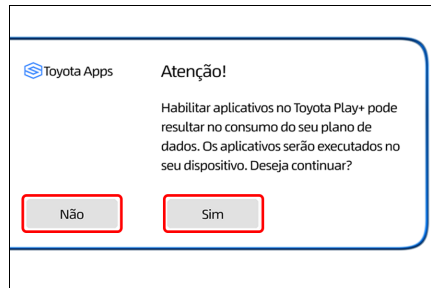 Toyota Apps
Atenção!
Habilitar aplicativos no Toyota Play+ pode
resultar no consumo do seu plano de
dados. Os aplicativos serão executados no
seu dispositivo. Deseja continuar?
Não
Sim